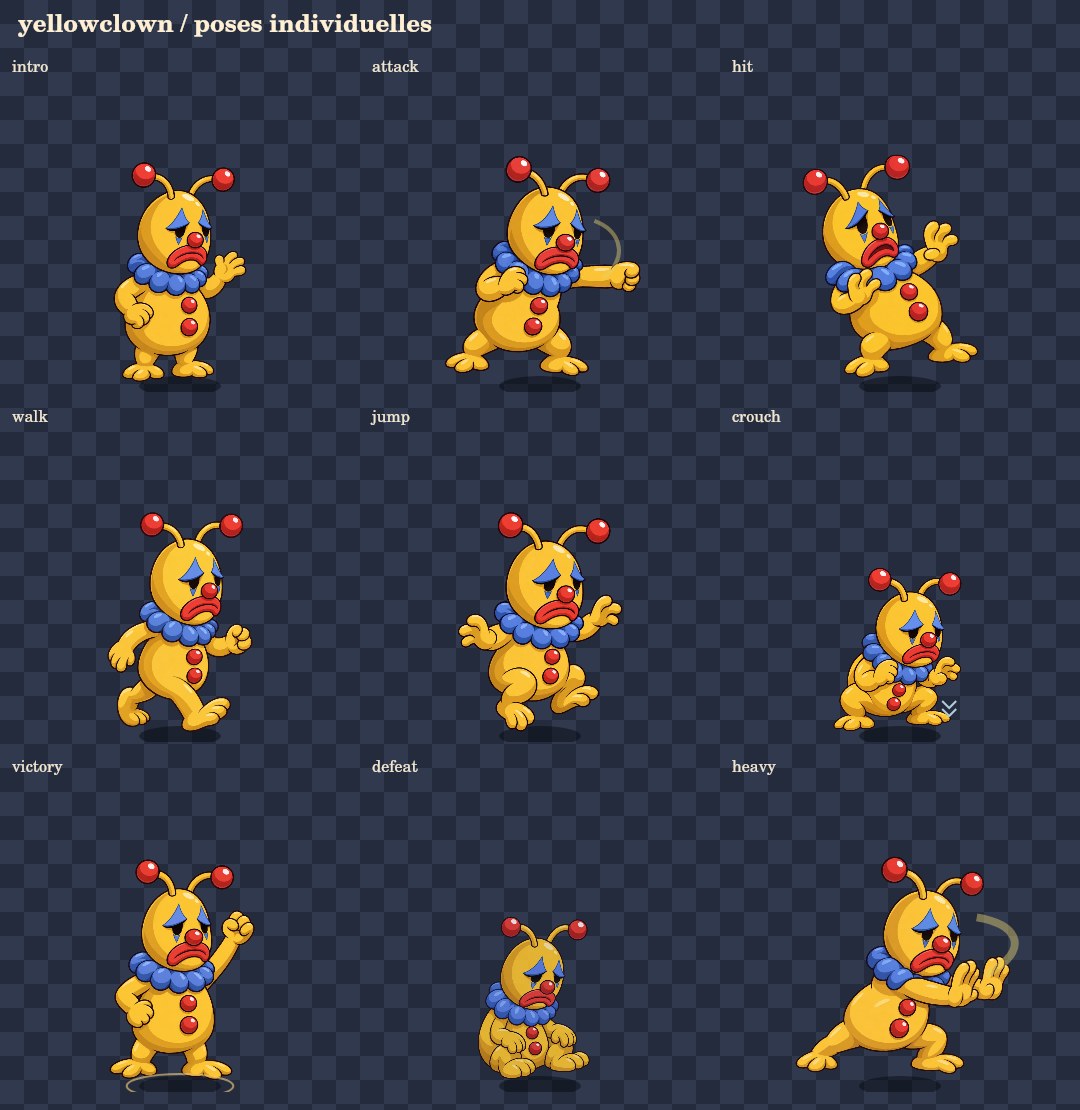 yellowclown / poses individuelles
intro
attack
hit
walk
jump
crouch
victory
defeat
heavy